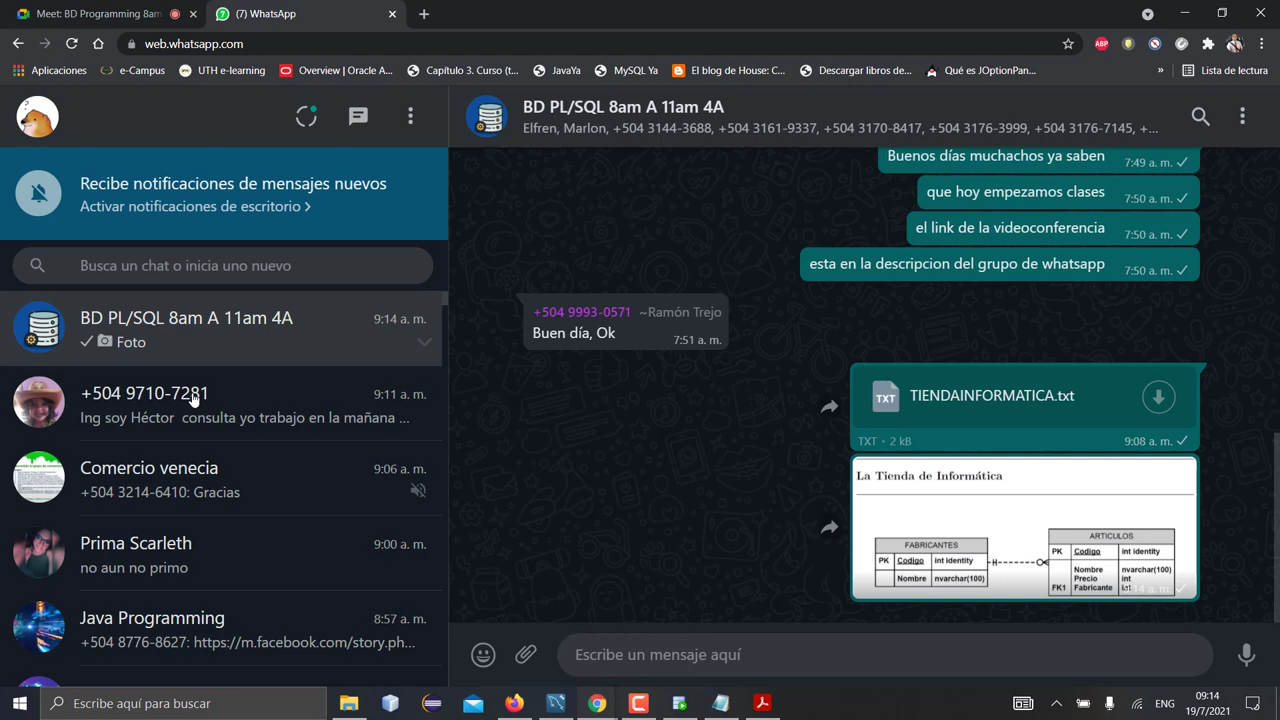 Meet: BD Programming 8am
(7) WhatsApp
web.whatsapp.com
ABP
Aplicaciones
e-Campus
UTH e-learning
Overview | Oracle A...
Capítulo 3. Curso (t...
JavaYa
MySQL Ya
El blog de House: C...
Descargar libros de...
Qué es JOptionPan...
»
Lista de lectura
Recibe notificaciones de mensajes nuevos
Activar notificaciones de escritorio >
Busca un chat o inicia uno nuevo
BD PL/SQL 8am A 11am 4A
9:14 a. m.
Foto
+504 9710-7281
9:11 a. m.
Ing soy Héctor consulta yo trabajo en la mañana ...
Comercio venecia
9:06 a. m.
+504 3214-6410: Gracias
Prima Scarleth
9:00 a. m.
no aun no primo
Java Programming
8:57 a. m.
+504 8776-8627: https://m.facebook.com/story.ph...
BD PL/SQL 8am A 11am 4A
Elfren, Marlon, +504 3144-3688, +504 3161-9337, +504 3170-8417, +504 3176-3999, +504 3176-7145, +...
Buenos días muchachos ya saben
7:49 a. m.
que hoy empezamos clases
7:50 a. m.
el link de la videoconferencia
7:50 a. m.
esta en la descripcion del grupo de whatsapp
7:50 a. m.
+504 9993-0571 ~Ramón Trejo
Buen día, Ok
7:51 a. m.
TXT
TIENDAINFORMATICA.txt
TXT • 2 kB
9:08 a. m.
La Tienda de Informática
FABRICANTES
PK Codigo int identity
Nombre nvarchar(100)
ARTICULOS
PK Codigo int identity
Nombre nvarchar(100)
Precio int
FK1 Fabricante int
Escribe un mensaje aquí
Escribe aquí para buscar
ENG
09:14
19/7/2021